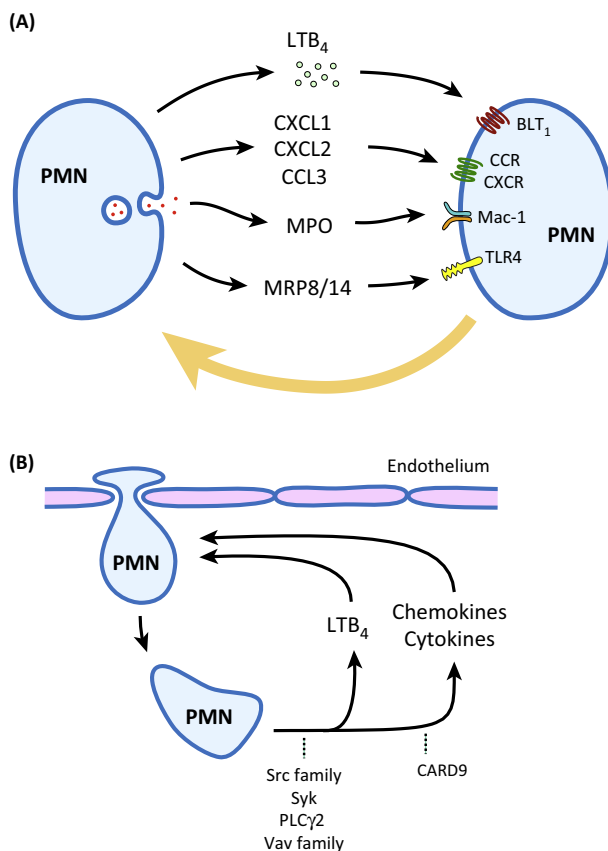 (A)
LTB₄
CXCL1
CXCL2
CCL3
MPO
MRP8/14
PMN
BLT₁
CCR
CXCR
Mac-1
TLR4
PMN
(B)
Endothelium
PMN
LTB₄
Chemokines
Cytokines
PMN
Src family
Syk
PLCγ2
Vav family
CARD9